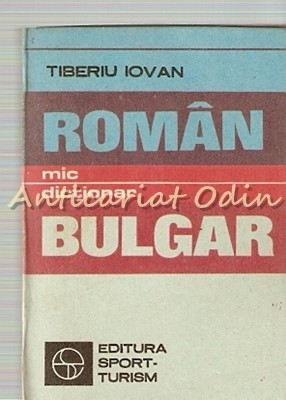 TIBERIU IOVAN
ROMÂN
mic
dicționar
Anticariat Odin
BULGAR
EDITURA
SPORT-
TURISM